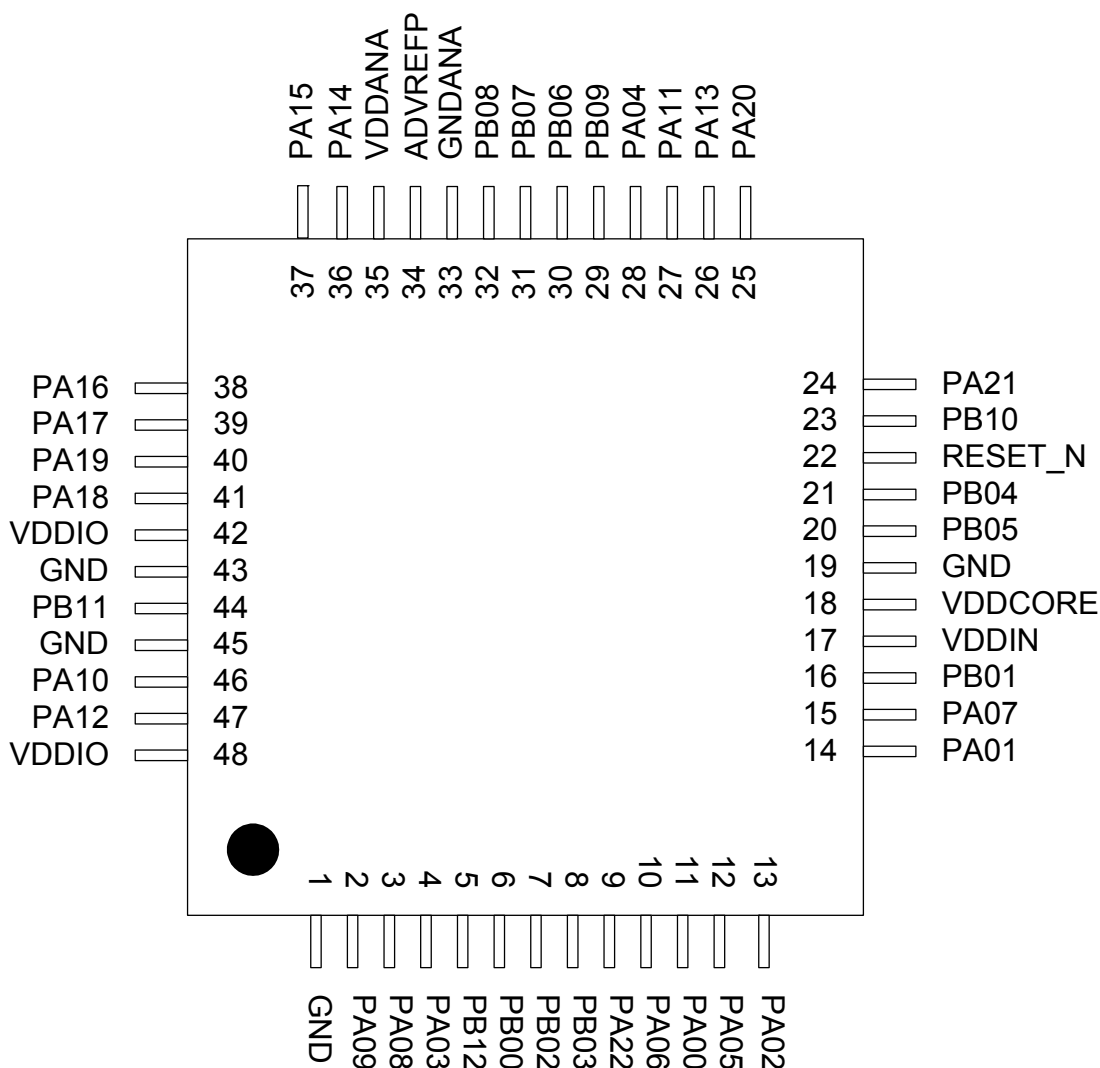 PA15
PA14
VDDANA
ADVREFP
GNDANA
PB08
PB07
PB06
PB09
PA04
PA11
PA13
PA20
37
36
35
34
33
32
31
30
29
28
27
26
25
PA16 38
PA17 39
PA19 40
PA18 41
VDDIO 42
GND 43
PB11 44
GND 45
PA10 46
PA12 47
VDDIO 48
24 PA21
23 PB10
22 RESET_N
21 PB04
20 PB05
19 GND
18 VDDCORE
17 VDDIN
16 PB01
15 PA07
14 PA01
1
2
3
4
5
6
7
8
9
10
11
12
13
GND
PA09
PA08
PA03
PB12
PB00
PB02
PB03
PA22
PA06
PA00
PA05
PA02